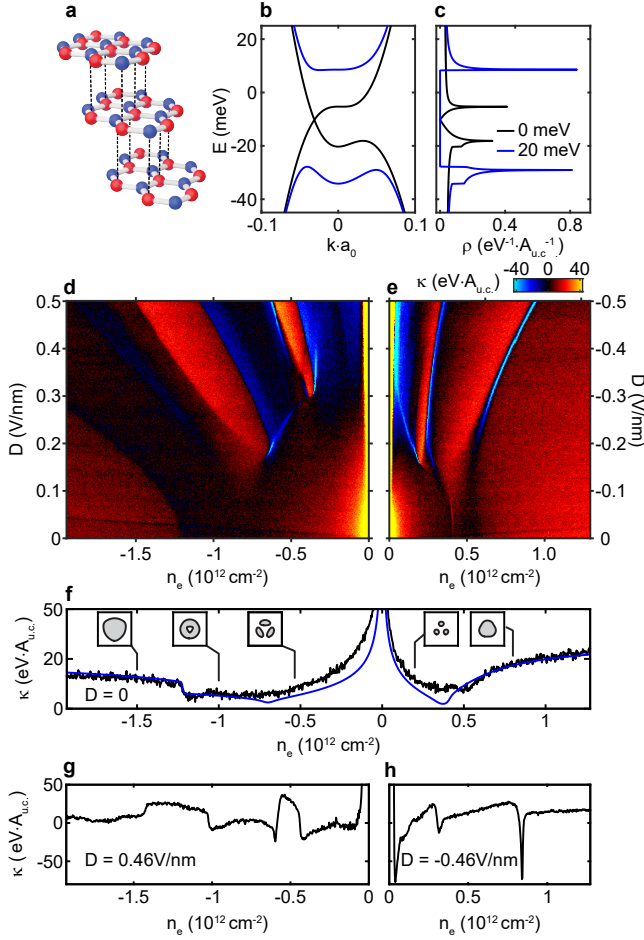 a
b
c
20
0
-20
-40
E (meV)
-0.1
0
0.1
k·a0
0 meV
20 meV
0
0.4
0.8
ρ (eV-1·Au.c.-1)
d
e
κ (eV·Au.c.)
-40
0
40
0.5
0.4
0.3
0.2
0.1
0
D (V/nm)
-1.5
-1
-0.5
0
ne (1012 cm-2)
-0.5
-0.4
-0.3
-0.2
-0.1
0
D (V/nm)
0
0.5
1
ne (1012 cm-2)
f
50
20
0
κ (eV·Au.c.)
D = 0
-1.5
-1
-0.5
0
0.5
1
ne (1012 cm-2)
g
50
0
-50
κ (eV·Au.c.)
D = 0.46V/nm
-1.5
-1
-0.5
0
ne (1012 cm-2)
h
D = -0.46V/nm
0
0.5
1
ne (1012 cm-2)